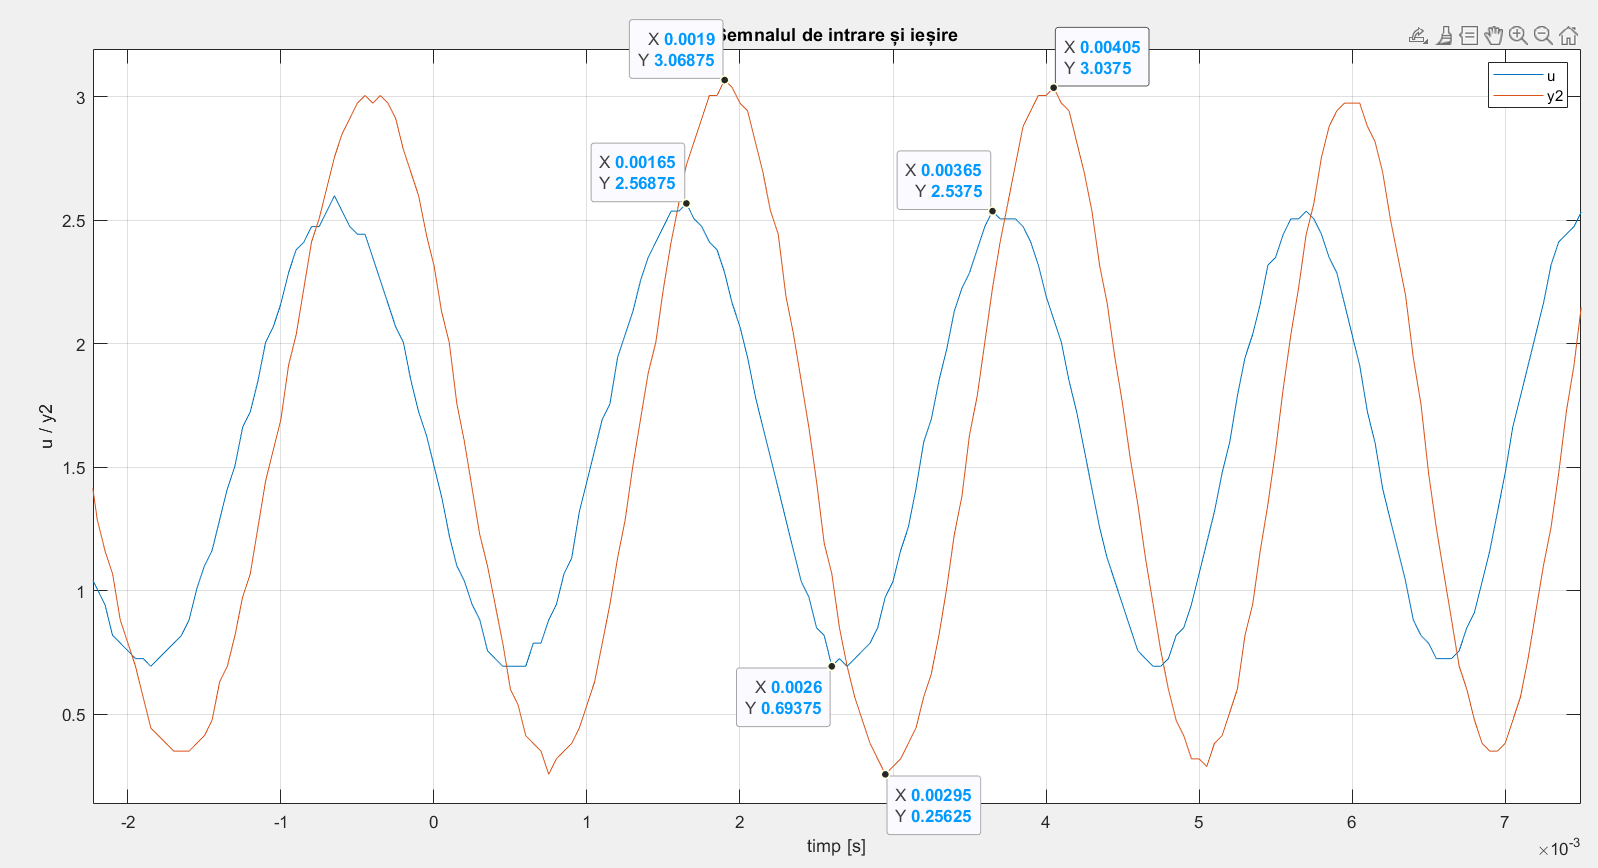 Semnalul de intrare și ieșire
X 0.0019
Y 3.06875
X 0.00405
Y 3.0375
u
y2
X 0.00165
Y 2.56875
X 0.00365
Y 2.5375
X 0.0026
Y 0.69375
X 0.00295
Y 0.25625
3
2.5
2
1.5
1
0.5
u / y2
-2
-1
0
1
2
4
5
6
7
timp [s]
×10-3